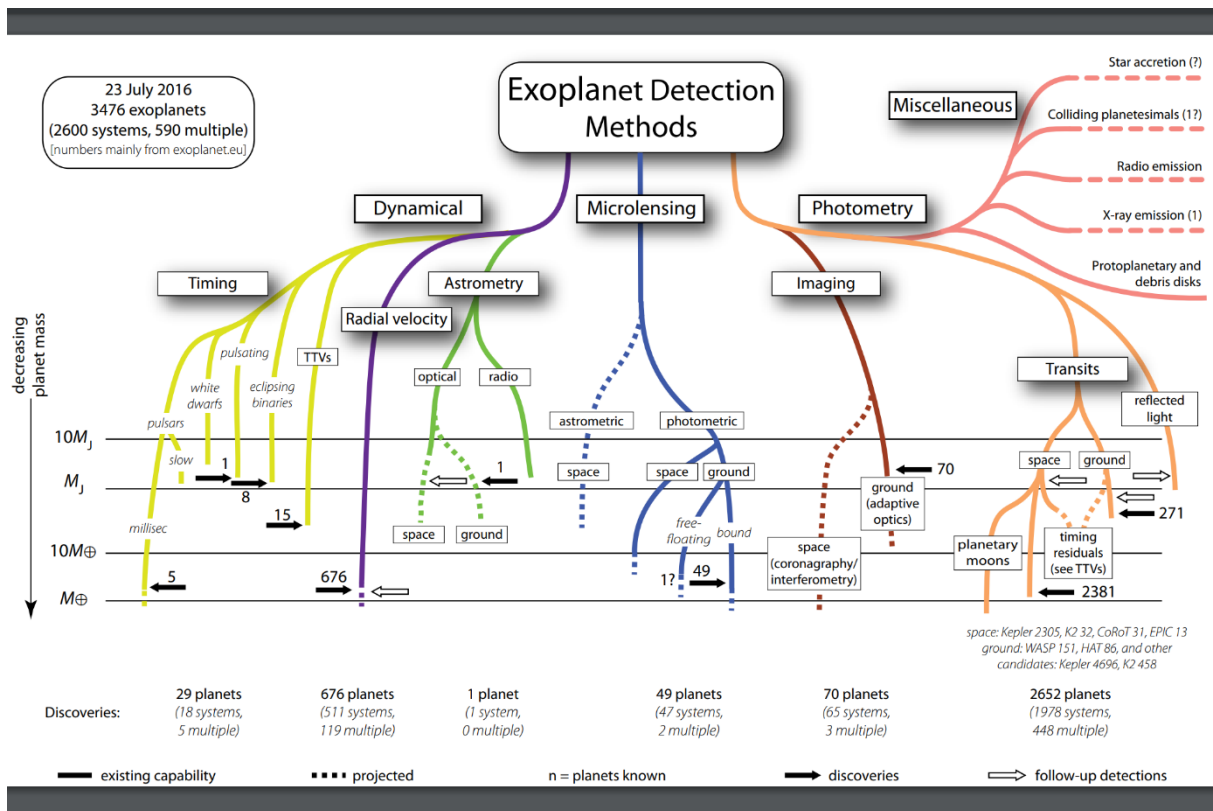 23 July 2016
3476 exoplanets
(2600 systems, 590 multiple)
[numbers mainly from exoplanet.eu]
Exoplanet Detection
Methods
Miscellaneous
Star accretion (?)
Colliding planetesimals (1?)
Radio emission
X-ray emission (1)
Protoplanetary and
debris disks
Dynamical
Microlensing
Photometry
Timing
Astrometry
Imaging
Radial velocity
Transits
decreasing
planet mass
pulsars
slow
millisec
white
dwarfs
pulsating
eclipsing
binaries
TTVs
optical
radio
astrometric
photometric
reflected
light
10MJ
MJ
10M⊕
M⊕
1
8
15
5
676
space
ground
1
space
space
ground
free-
floating
bound
1?
49
70
ground
(adaptive
optics)
space
(coronagraphy/
interferometry)
space
ground
271
planetary
moons
timing
residuals
(see TTVs)
2381
space: Kepler 2305, K2 32, CoRoT 31, EPIC 13
ground: WASP 151, HAT 86, and other
candidates: Kepler 4696, K2 458
Discoveries:
29 planets
(18 systems,
5 multiple)
676 planets
(511 systems,
119 multiple)
1 planet
(1 system,
0 multiple)
49 planets
(47 systems,
2 multiple)
70 planets
(65 systems,
3 multiple)
2652 planets
(1978 systems,
448 multiple)
existing capability
projected
n = planets known
discoveries
follow-up detections